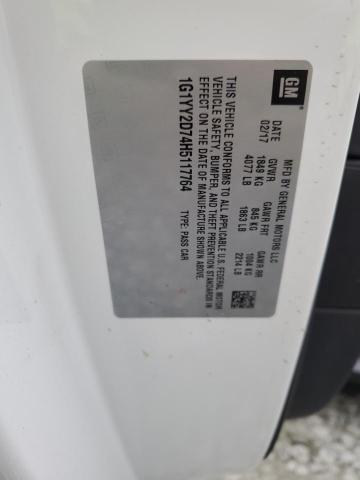 GM
MFD BY GENERAL MOTORS LLC
DATE GVWR GAWR FRT GAWR RR
02/17 1849 KG 845 KG 1004 KG
4077 LB 1863 LB 2214 LB
THIS VEHICLE CONFORMS TO ALL APPLICABLE U.S. FEDERAL MOTOR
VEHICLE SAFETY, BUMPER, AND THEFT PREVENTION STANDARDS IN
EFFECT ON THE DATE OF MANUFACTURE SHOWN ABOVE.
1G1YY2D74H5117764 TYPE: PASS CAR